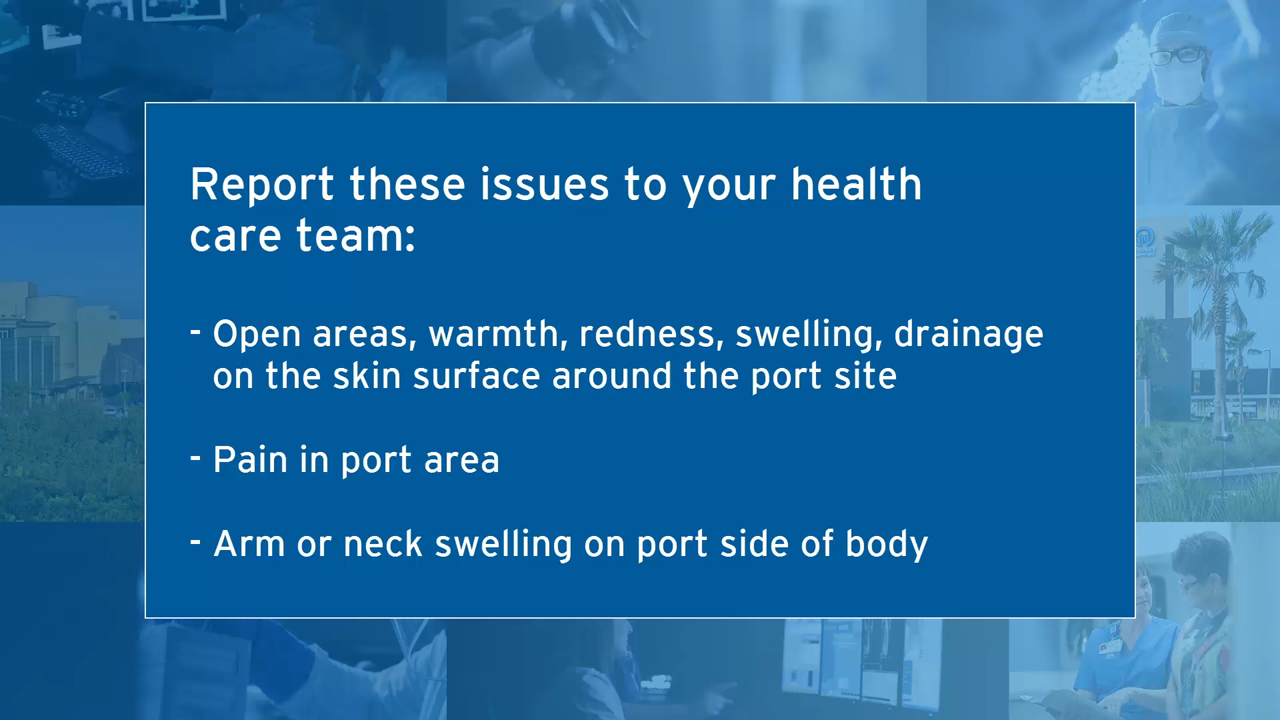 Report these issues to your health
care team:
- Open areas, warmth, redness, swelling, drainage
on the skin surface around the port site
- Pain in port area
- Arm or neck swelling on port side of body